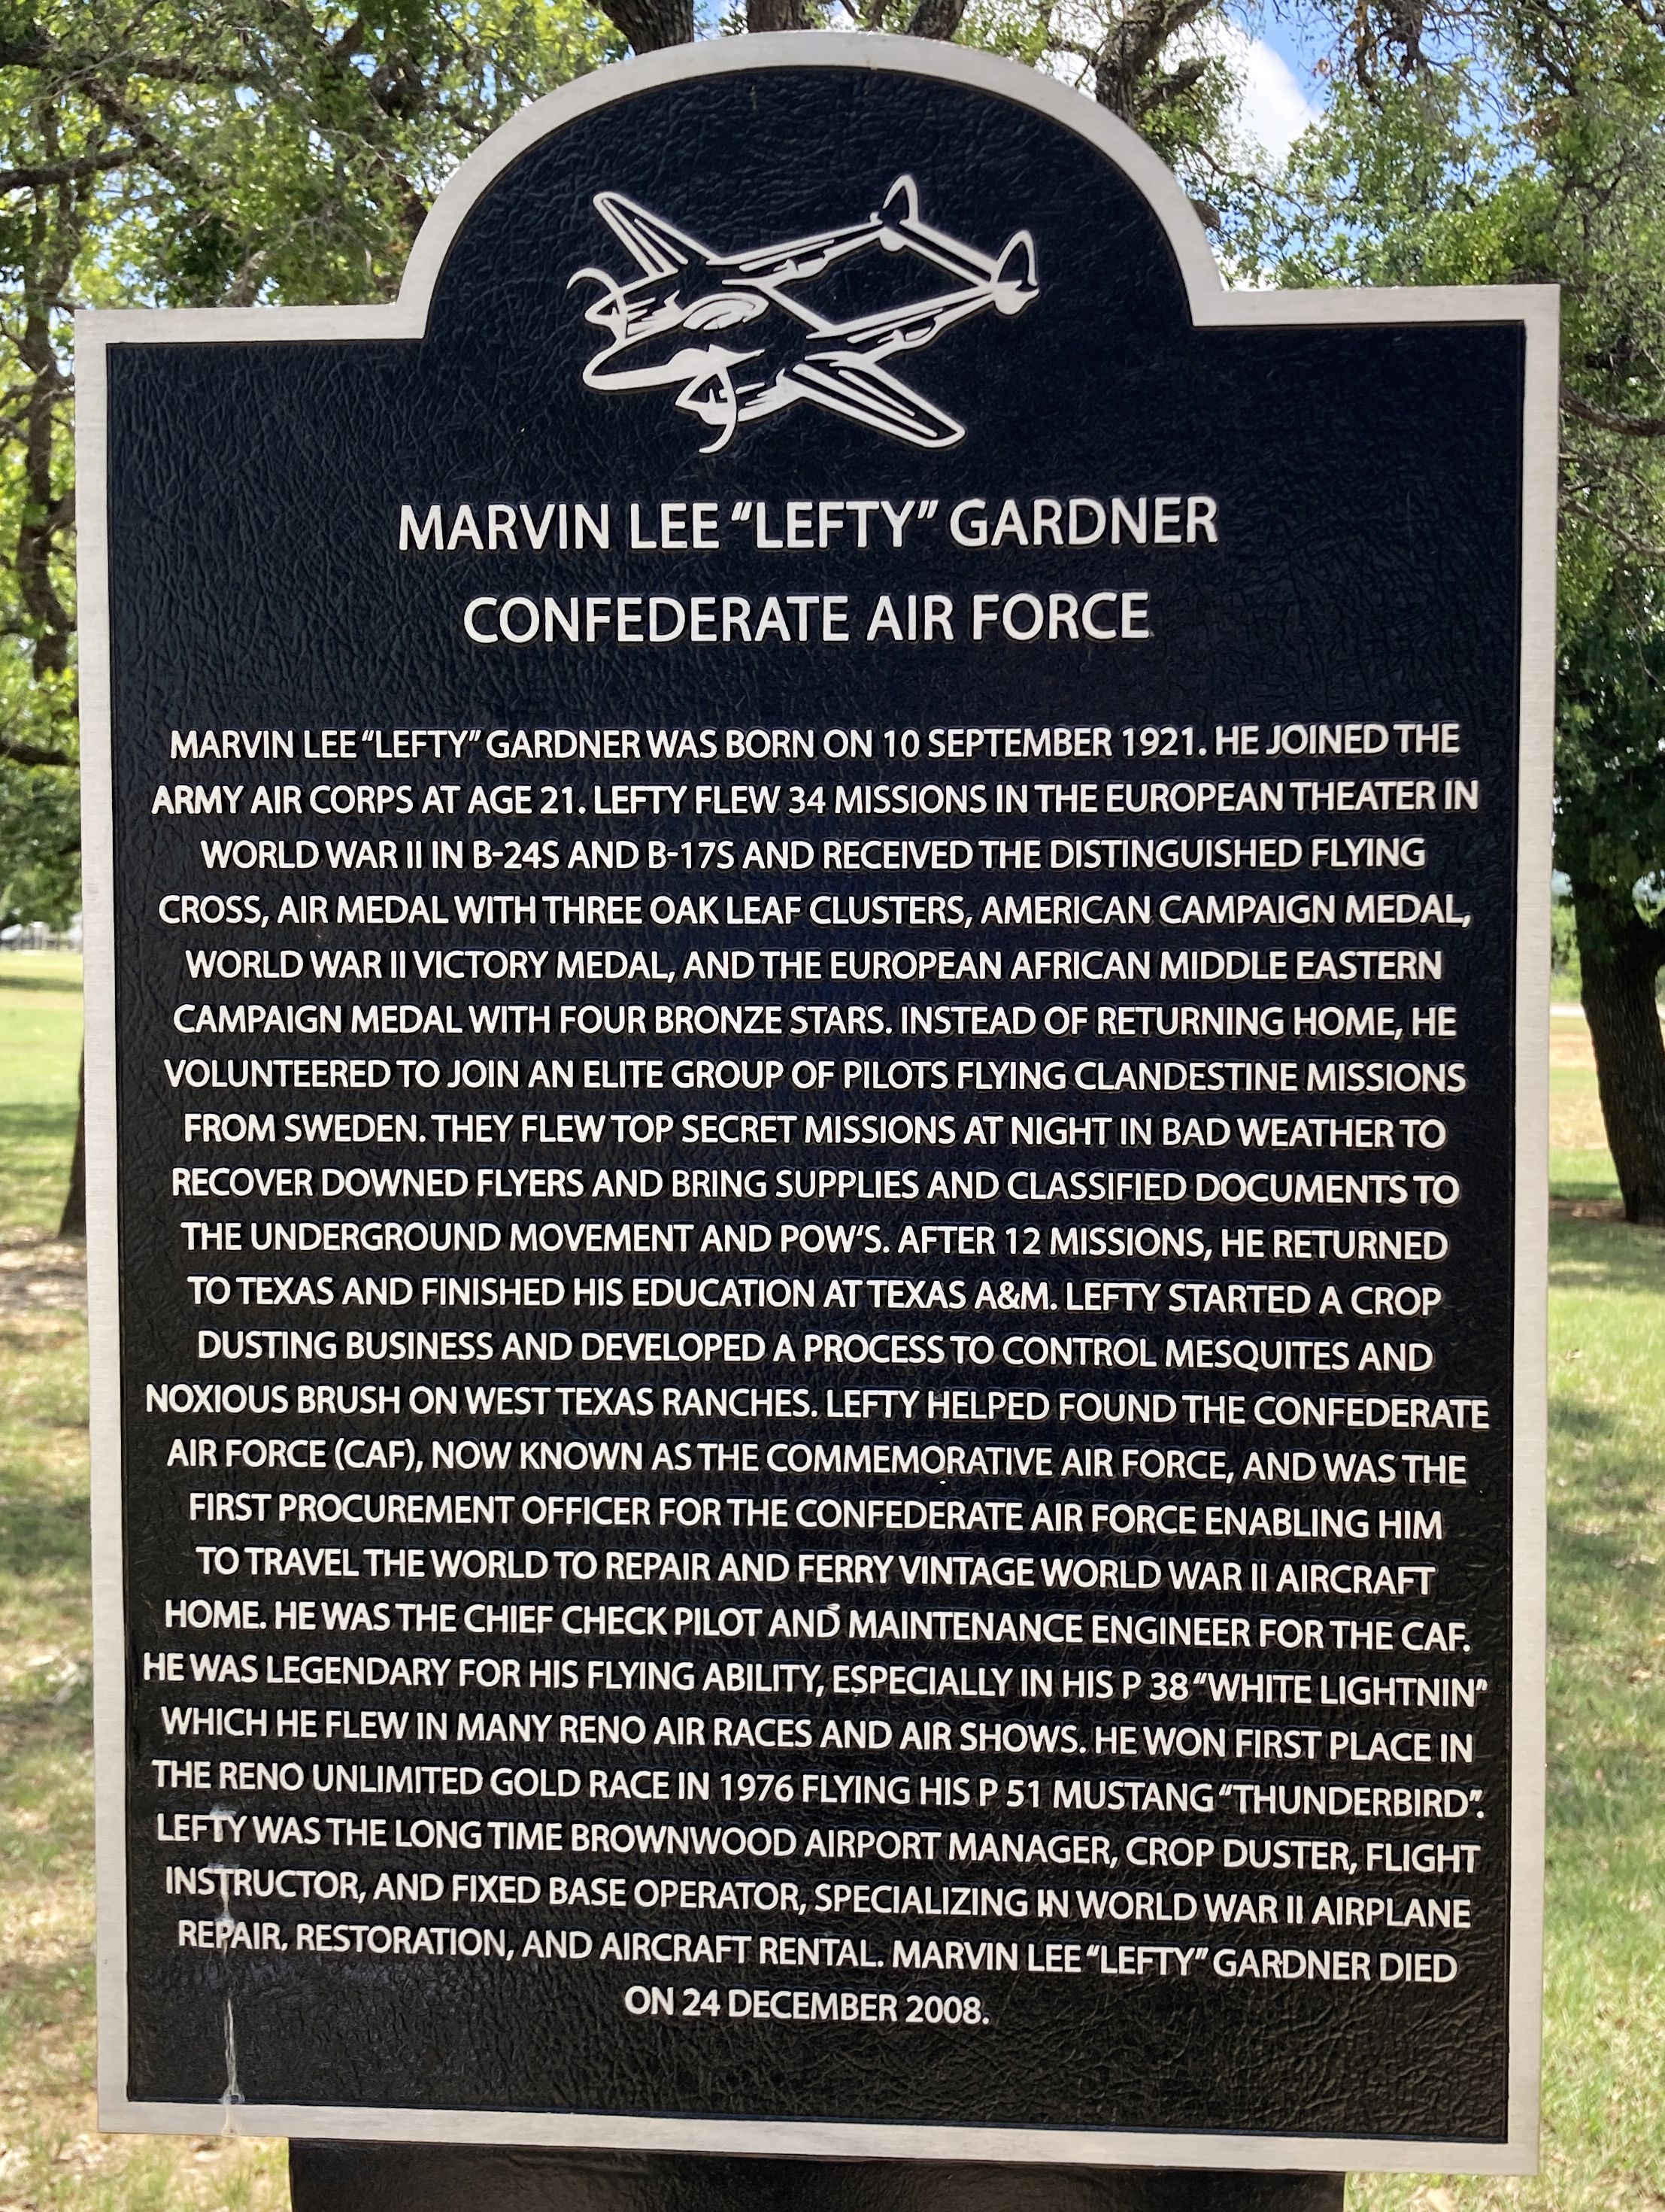 MARVIN LEE "LEFTY" GARDNER
CONFEDERATE AIR FORCE
MARVIN LEE "LEFTY" GARDNER WAS BORN ON 10 SEPTEMBER 1921. HE JOINED THE
ARMY AIR CORPS AT AGE 21. LEFTY FLEW 34 MISSIONS IN THE EUROPEAN THEATER IN
WORLD WAR II IN B-24S AND B-17S AND RECEIVED THE DISTINGUISHED FLYING
CROSS, AIR MEDAL WITH THREE OAK LEAF CLUSTERS, AMERICAN CAMPAIGN MEDAL,
WORLD WAR II VICTORY MEDAL, AND THE EUROPEAN AFRICAN MIDDLE EASTERN
CAMPAIGN MEDAL WITH FOUR BRONZE STARS. INSTEAD OF RETURNING HOME, HE
VOLUNTEERED TO JOIN AN ELITE GROUP OF PILOTS FLYING CLANDESTINE MISSIONS
FROM SWEDEN. THEY FLEW TOP SECRET MISSIONS AT NIGHT IN BAD WEATHER TO
RECOVER DOWNED FLYERS AND BRING SUPPLIES AND CLASSIFIED DOCUMENTS TO
THE UNDERGROUND MOVEMENT AND POW'S. AFTER 12 MISSIONS, HE RETURNED
TO TEXAS AND FINISHED HIS EDUCATION AT TEXAS A&M. LEFTY STARTED A CROP
DUSTING BUSINESS AND DEVELOPED A PROCESS TO CONTROL MESQUITES AND
NOXIOUS BRUSH ON WEST TEXAS RANCHES. LEFTY HELPED FOUND THE CONFEDERATE
AIR FORCE (CAF), NOW KNOWN AS THE COMMEMORATIVE AIR FORCE, AND WAS THE
FIRST PROCUREMENT OFFICER FOR THE CONFEDERATE AIR FORCE ENABLING HIM
TO TRAVEL THE WORLD TO REPAIR AND FERRY VINTAGE WORLD WAR II AIRCRAFT
HOME. HE WAS THE CHIEF CHECK PILOT AND MAINTENANCE ENGINEER FOR THE CAF.
HE WAS LEGENDARY FOR HIS FLYING ABILITY, ESPECIALLY IN HIS P 38 "WHITE LIGHTNIN"
WHICH HE FLEW IN MANY RENO AIR RACES AND AIR SHOWS. HE WON FIRST PLACE IN
THE RENO UNLIMITED GOLD RACE IN 1976 FLYING HIS P 51 MUSTANG "THUNDERBIRD".
LEFTY WAS THE LONG TIME BROWNWOOD AIRPORT MANAGER, CROP DUSTER, FLIGHT
INSTRUCTOR, AND FIXED BASE OPERATOR, SPECIALIZING IN WORLD WAR II AIRPLANE
REPAIR, RESTORATION, AND AIRCRAFT RENTAL. MARVIN LEE "LEFTY" GARDNER DIED
ON 24 DECEMBER 2008.